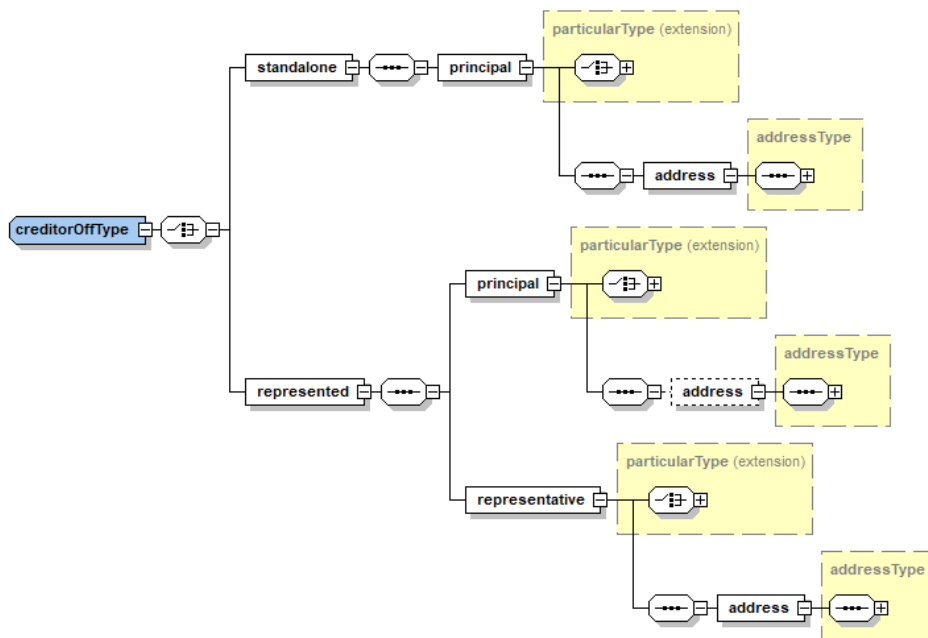 particularType (extension)
standalone
principal
addressType
address
creditorOffType
particularType (extension)
principal
addressType
represented
address
particularType (extension)
representative
addressType
address